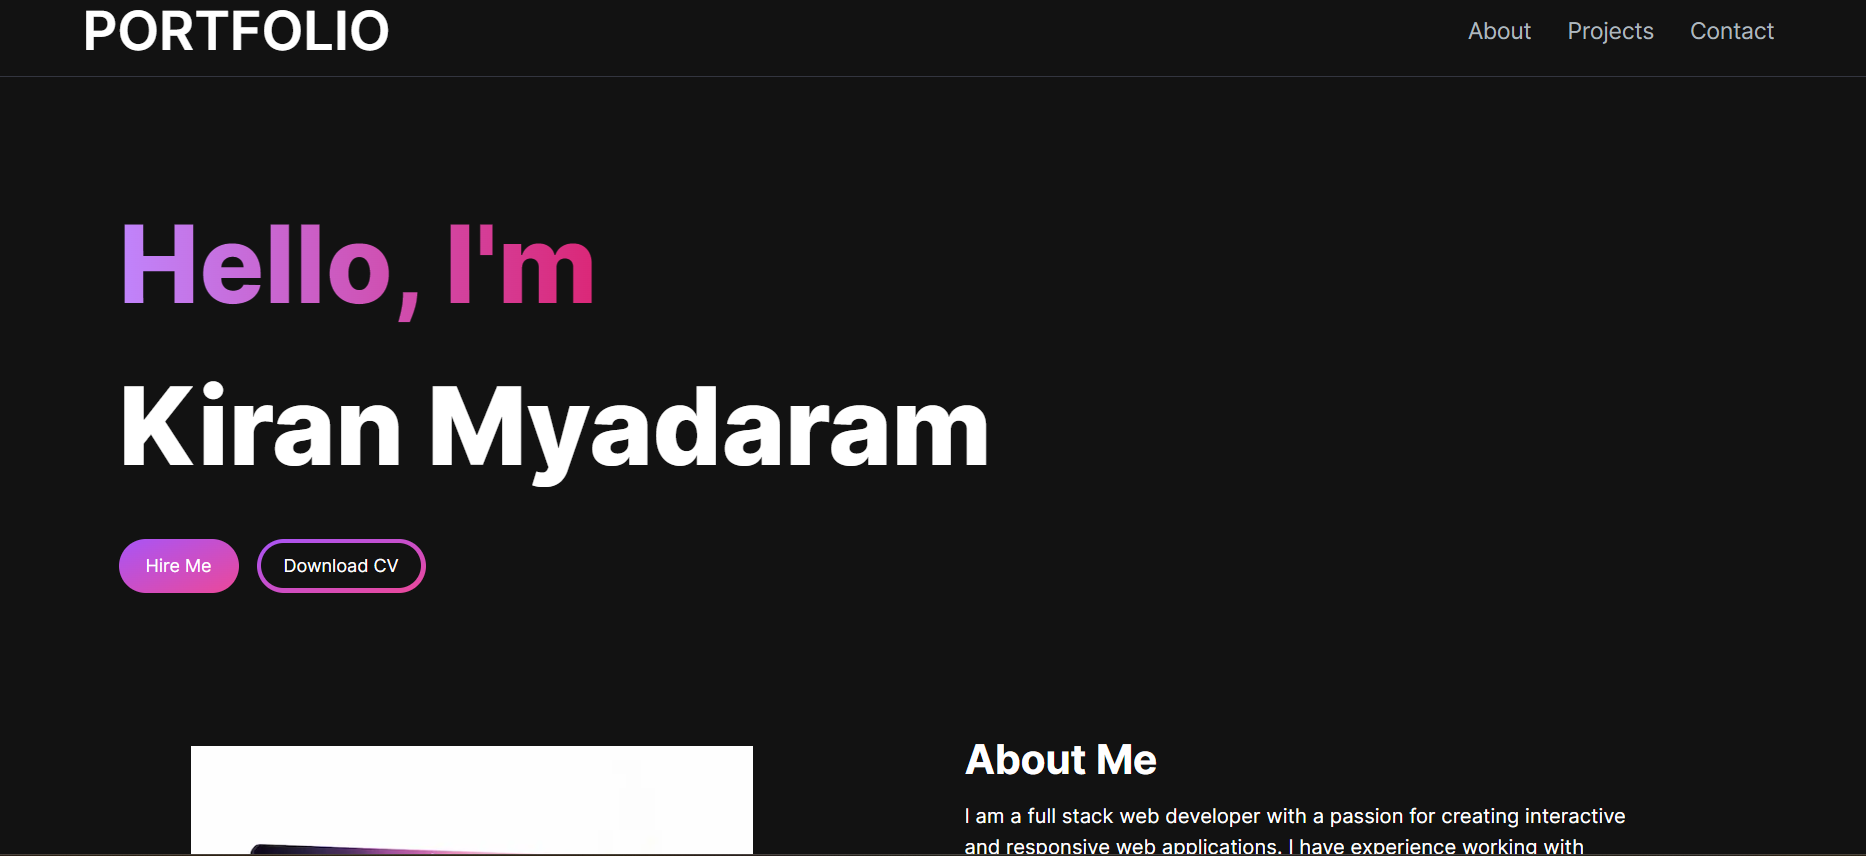 PORTFOLIO
About Projects Contact
Hello, I'm
Kiran Myadaram
Hire Me Download CV
About Me
I am a full stack web developer with a passion for creating interactive
and responsive web applications. I have experience working with